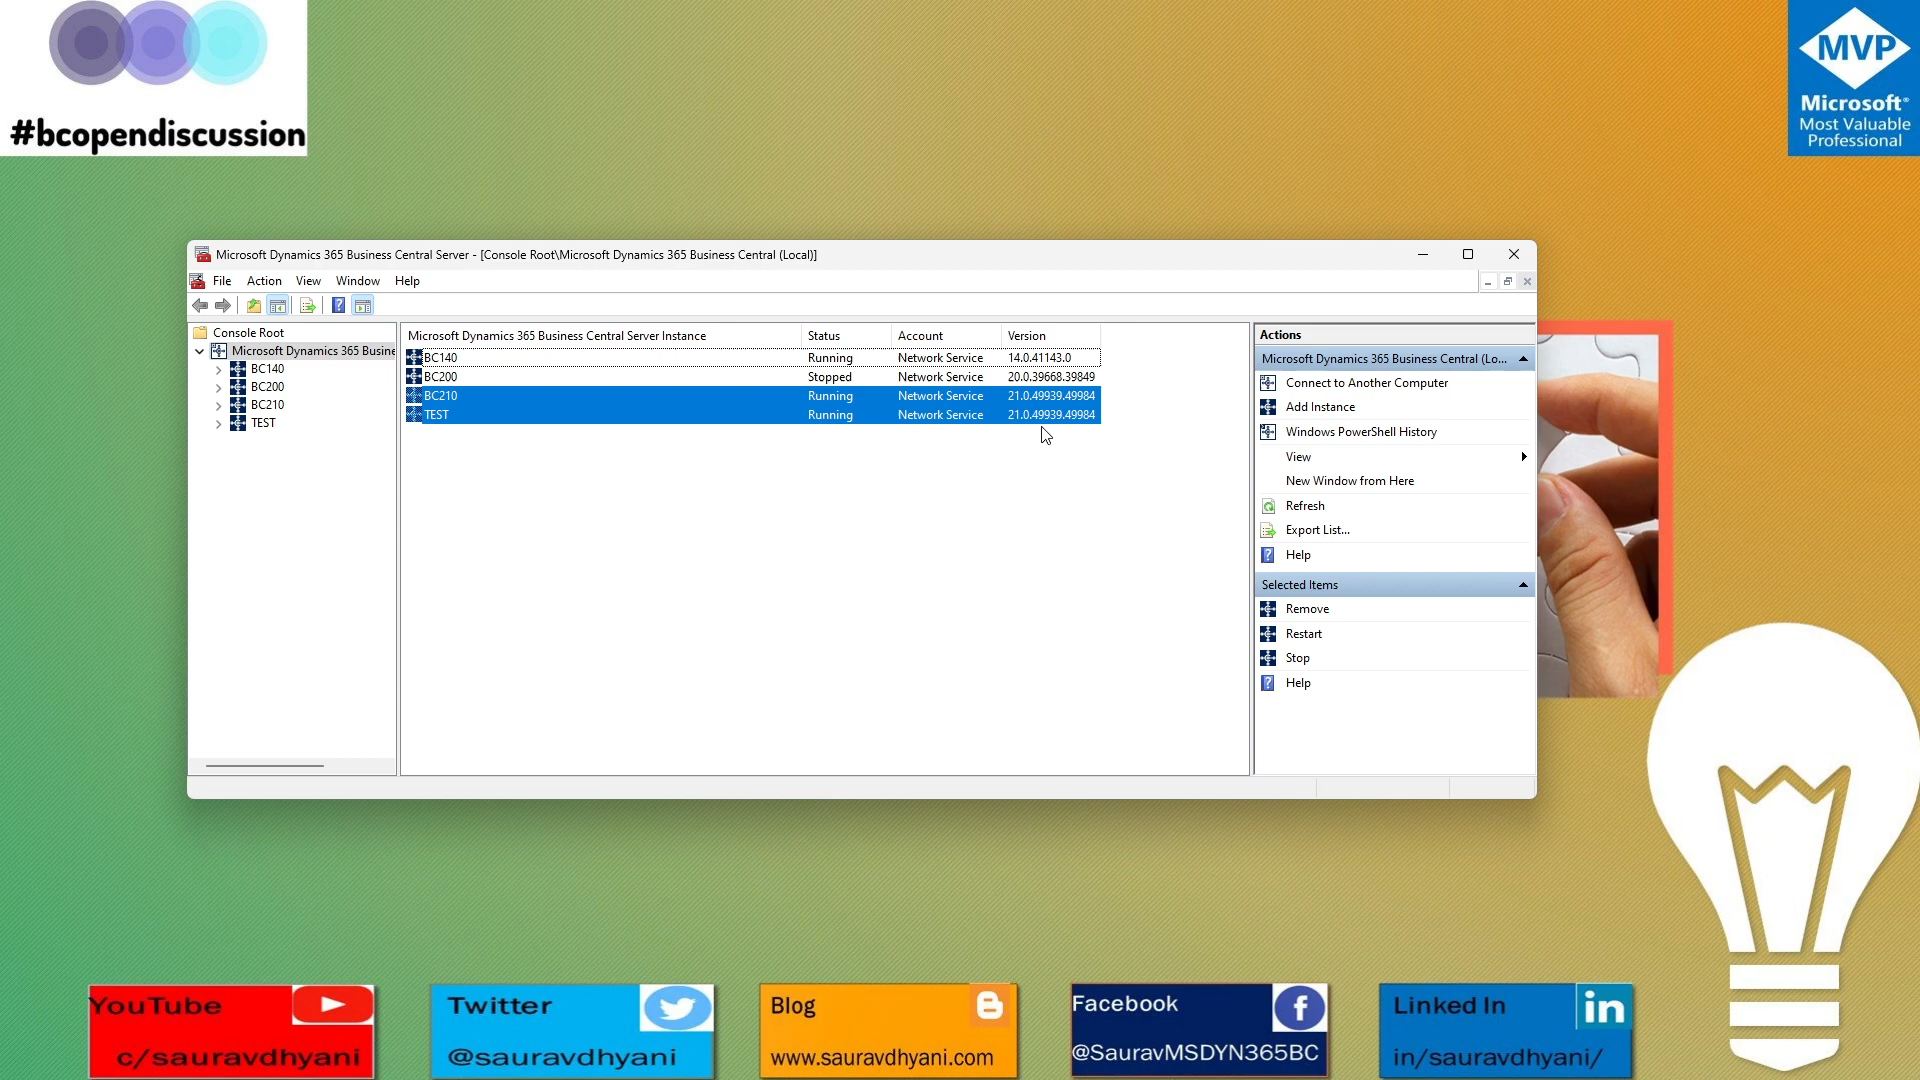 #bcopendiscussion
MVP
Microsoft®
Most Valuable
Professional
Microsoft Dynamics 365 Business Central Server - [Console Root\Microsoft Dynamics 365 Business Central (Local)]
File Action View Window Help
Console Root
Microsoft Dynamics 365 Busine
BC140
BC200
BC210
TEST
Microsoft Dynamics 365 Business Central Server Instance Status Account Version
BC140 Running Network Service 14.0.41143.0
BC200 Stopped Network Service 20.0.39668.39849
BC210 Running Network Service 21.0.49939.49984
TEST Running Network Service 21.0.49939.49984
Actions
Microsoft Dynamics 365 Business Central (Lo...
Connect to Another Computer
Add Instance
Windows PowerShell History
View
New Window from Here
Refresh
Export List...
Help
Selected Items
Remove
Restart
Stop
Help
YouTube
c/sauravdhyani
Twitter
@sauravdhyani
Blog
www.sauravdhyani.com
Facebook
@SauravMSDYN365BC
Linked In
in
in/sauravdhyani/